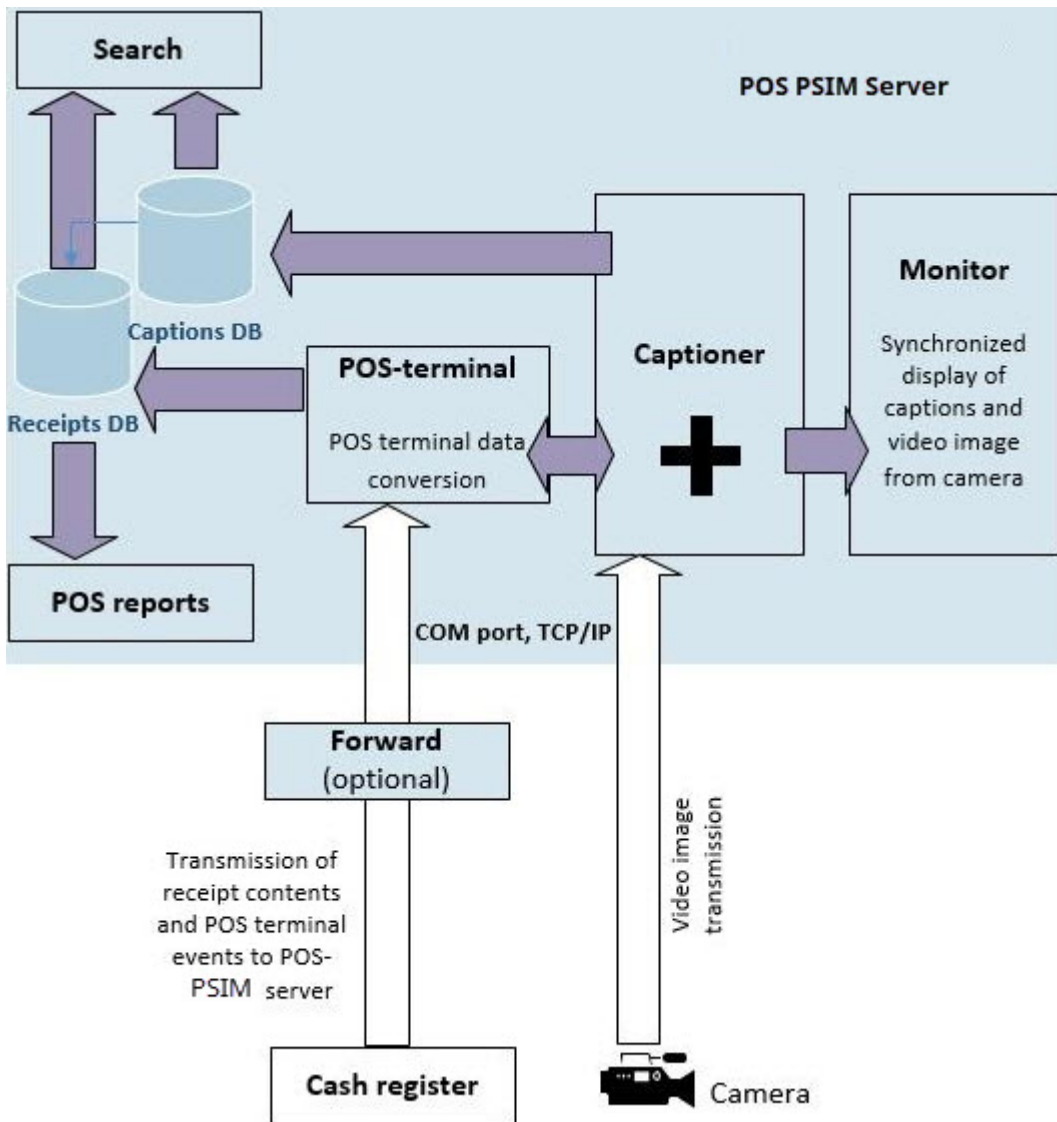 Search
POS PSIM Server
Captions DB
Receipts DB
POS-terminal
POS terminal data
conversion
Captioner
Monitor
Synchronized
display of
captions and
video image
from camera
POS reports
COM port, TCP/IP
Forward
(optional)
Transmission of
receipt contents
and POS terminal
events to POS-
PSIM server
Video image
transmission
Cash register
Camera